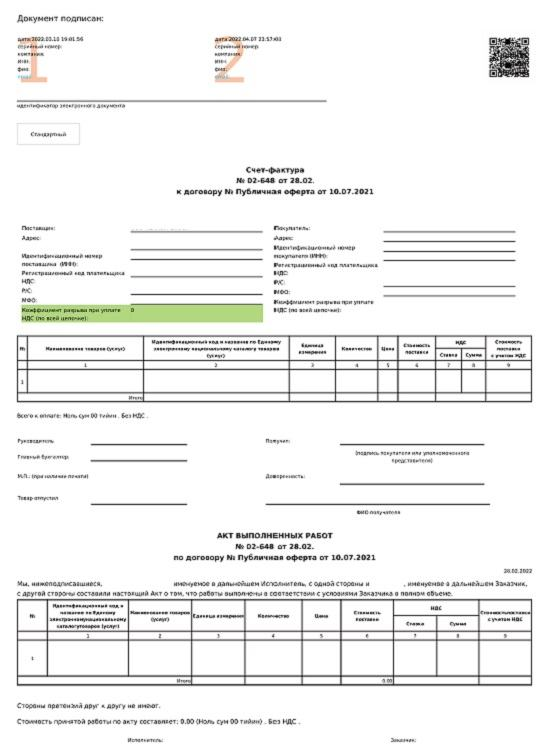 Документ подписан:
дата:2022.03.10 19:01:56
серийный номер:
компания:
ИНН:
фио:
1
дата:2022.04.07 23:57:01
серийный номер:
компания:
ИНН:
фио:
2
идентификатор электронного документа
Стандартный
Счет-фактура
№ 02-648 от 28.02.
к договору № Публичная оферта от 10.07.2021
Поставщик:
Адрес:
Идентификационный номер
поставщика (ИНН):
Регистрационный код плательщика
НДС:
Р/С:
МФО:
Коэффициент разрыва при уплате 0
НДС (по всей цепочке):
Покупатель:
Адрес:
Идентификационный номер
покупателя (ИНН):
Регистрационный код плательщика
НДС:
Р/С:
МФО:
Коэффициент разрыва при уплате
НДС (по всей цепочке):
№ Наименование товаров (услуг) Идентификационный код и название по Единому электронному национальному каталогу товаров (услуг) Единица измерения Количество Цена Стоимость поставки НДС Ставка Сумма Стоимость поставки с учетом НДС
1 2 3 4 5 6 7 8 9
1
Итого
Всего к оплате: Ноль сум 00 тийин . Без НДС .
Руководитель
Главный бухгалтер:
М.П.: (при наличии печати)
Товар отпустил
Получил:
(подпись покупателя или уполномоченного
представителя)
Доверенность:
ФИО получателя
АКТ ВЫПОЛНЕННЫХ РАБОТ
№ 02-648 от 28.02.
по договору № Публичная оферта от 10.07.2021
28.02.2022
Мы, нижеподписавшиеся, именуемое в дальнейшем Исполнитель, с одной стороны и , именуемое в дальнейшем Заказчик,
с другой стороны составили настоящий Акт о том, что работы выполнены в соответствии с условиями Заказчика в полном объеме.
№ Идентификационный код и название по Единому электронномунациональному каталогутоваров (услуг) Наименование товаров (услуг) Единица измерения Количество Цена Стоимость поставки НДС Ставка Сумма Стоимостьпоставки с учетом НДС
1 2 3 4 5 6 7 8 9
1
Итого 0.00
Стороны претензий друг к другу не имеют.
Стоимость принятой работы по акту составляет: 0.00 (Ноль сум 00 тийин) . Без НДС .
Исполнитель:
Заказчик: